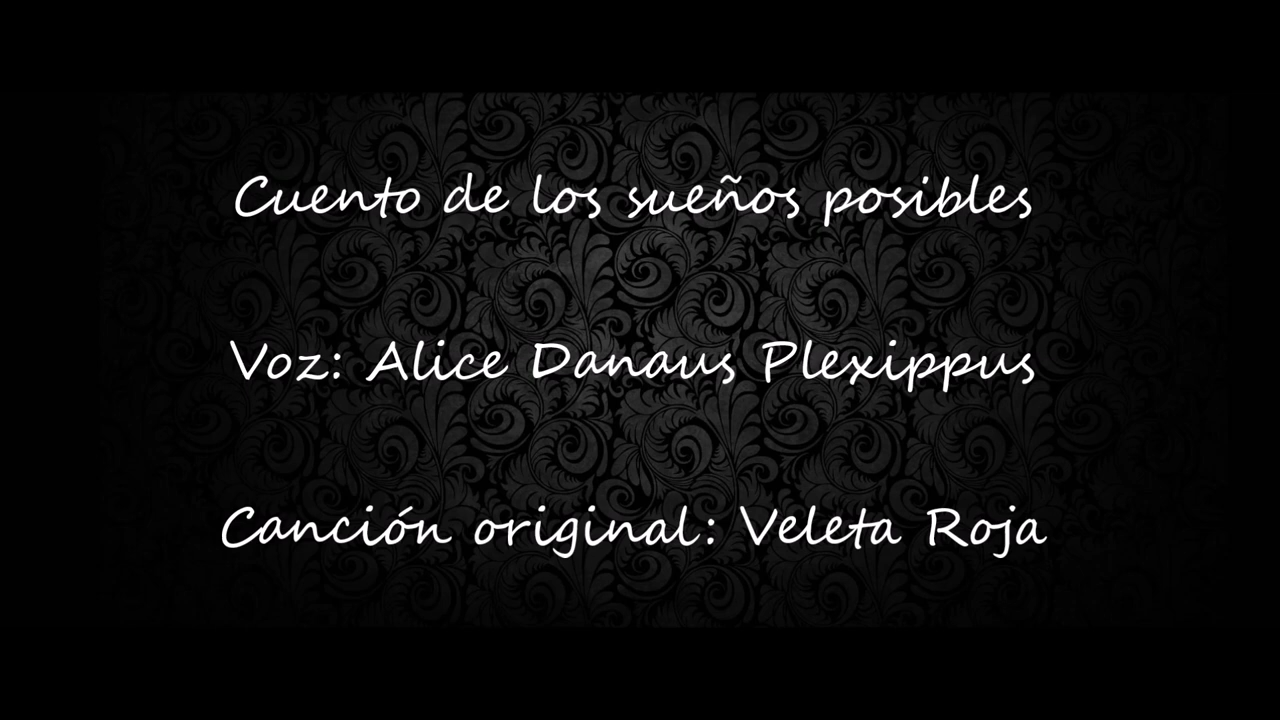 Cuento de los sueños posibles
Voz: Alice Danaus Plexippus
Canción original: Veleta Roja